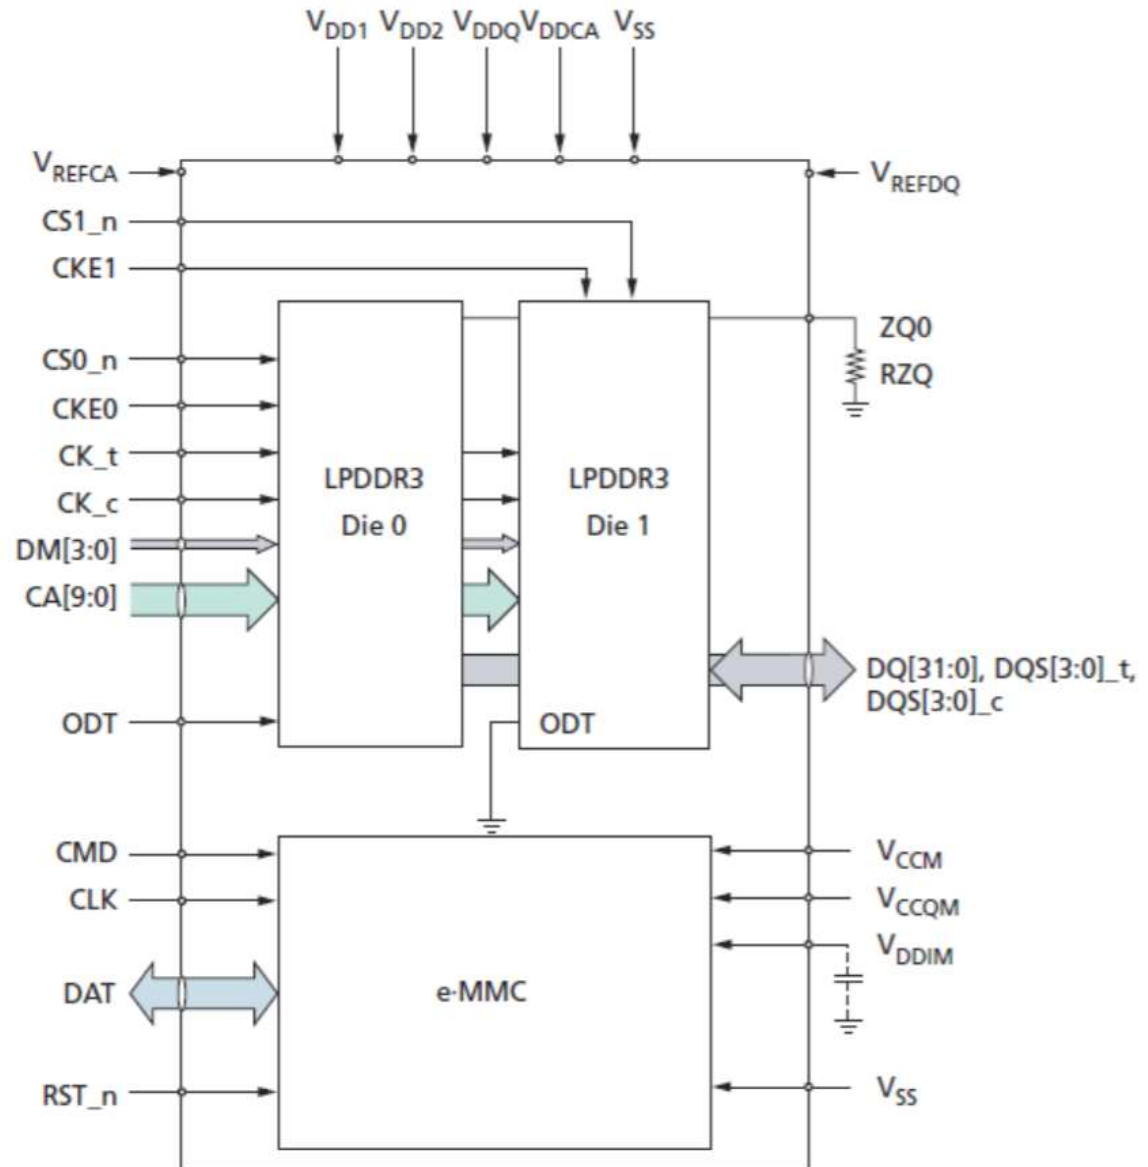 VDD1 VDD2 VDDQ VDDCA VSS
VREFCA
VREFDQ
CS1_n
CKE1
ZQ0
RZQ
CS0_n
CKE0
CK_t
CK_c
DM[3:0]
CA[9:0]
LPDDR3
Die 0
LPDDR3
Die 1
DQ[31:0], DQS[3:0]_t,
DQS[3:0]_c
ODT
ODT
CMD
CLK
DAT
RST_n
e·MMC
VCCM
VCCQM
VDDIM
VSS